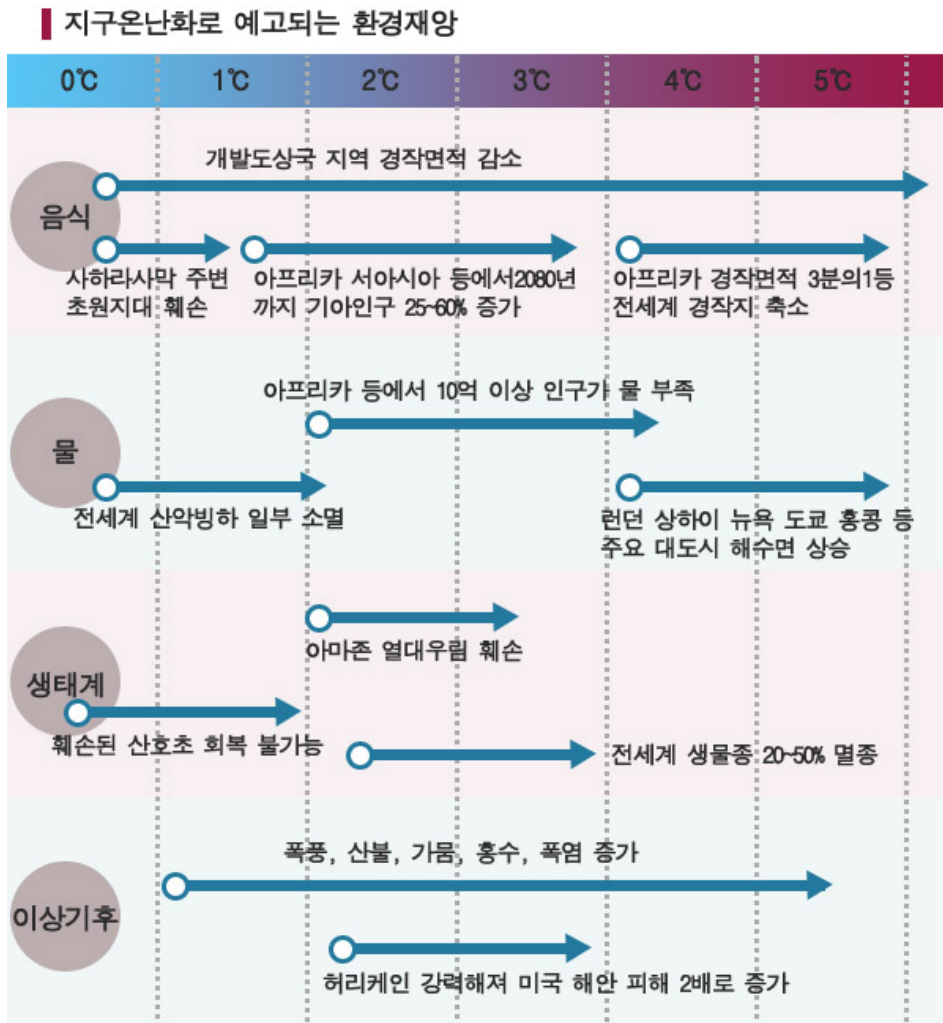 지구온난화로 예고되는 환경재앙
0℃ 1℃ 2℃ 3℃ 4℃ 5℃
개발도상국 지역 경작면적 감소
음식
사하라사막 주변
초원지대 훼손
아프리카 서아시아 등에서2080년
까지 기아인구 25~60% 증가
아프리카 경작면적 3분의1등
전세계 경작지 축소
아프리카 등에서 10억 이상 인구가 물 부족
물
전세계 산악빙하 일부 소멸
런던 상하이 뉴욕 도쿄 홍콩 등
주요 대도시 해수면 상승
아마존 열대우림 훼손
생태계
훼손된 산호초 회복 불가능
전세계 생물종 20~50% 멸종
폭풍, 산불, 가뭄, 홍수, 폭염 증가
이상기후
허리케인 강력해져 미국 해안 피해 2배로 증가